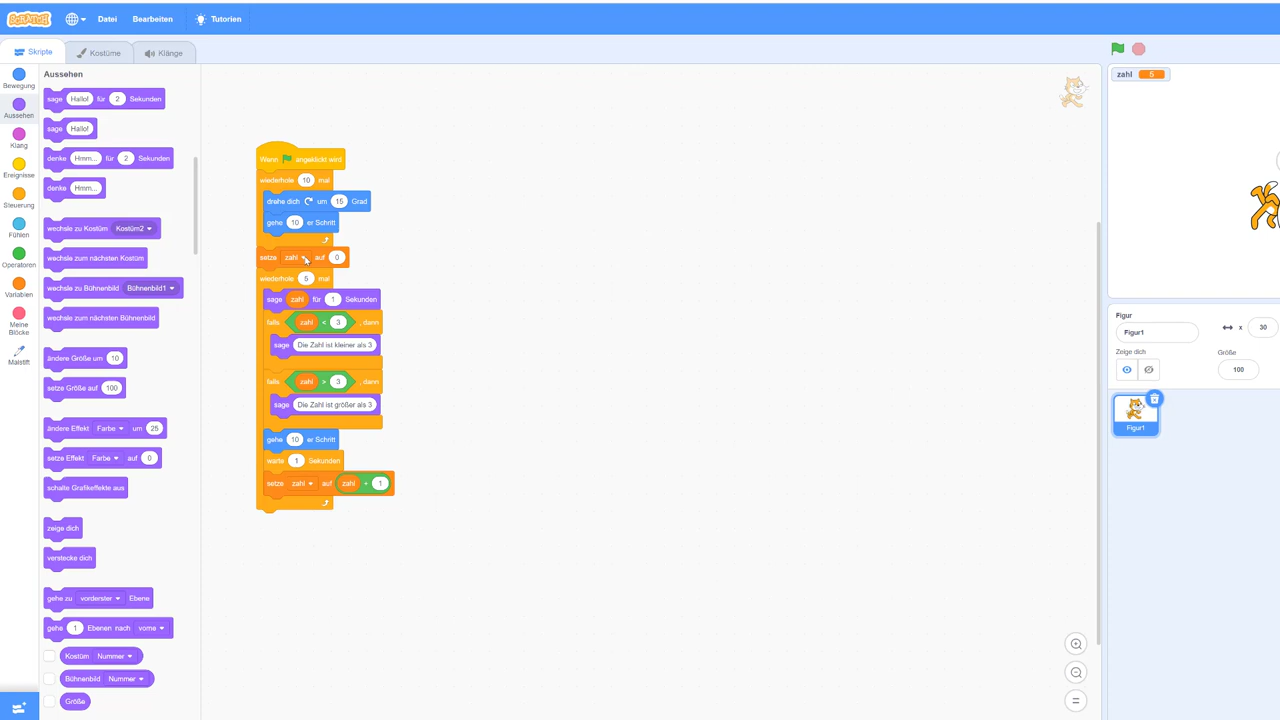 SCRATCH
Datei
Bearbeiten
Tutorien
Skripte
Kostüme
Klänge
Bewegung
Aussehen
Klang
Ereignisse
Steuerung
Fühlen
Operatoren
Variablen
Meine
Blöcke
Malstift
Aussehen
sage Hallo! für 2 Sekunden
sage Hallo!
denke Hmm... für 2 Sekunden
denke Hmm...
wechsle zu Kostüm Kostüm2
wechsle zum nächsten Kostüm
wechsle zu Bühnenbild Bühnenbild1
wechsle zum nächsten Bühnenbild
ändere Größe um 10
setze Größe auf 100
ändere Effekt Farbe um 25
setze Effekt Farbe auf 0
schalte Grafikeffekte aus
zeige dich
verstecke dich
gehe zu vorderster Ebene
gehe 1 Ebenen nach vorne
Kostüm Nummer
Bühnenbild Nummer
Größe
Wenn angeklickt wird
wiederhole 10 mal
drehe dich um 15 Grad
gehe 10 er Schritt
setze zahl auf 0
wiederhole 5 mal
sage zahl für 1 Sekunden
falls zahl < 3 , dann
sage Die Zahl ist kleiner als 3
falls zahl > 3 , dann
sage Die Zahl ist größer als 3
gehe 10 er Schritt
warte 1 Sekunden
setze zahl auf zahl + 1
zahl 5
Figur
Figur1
x 30
Zeige dich
Größe
100
Figur1